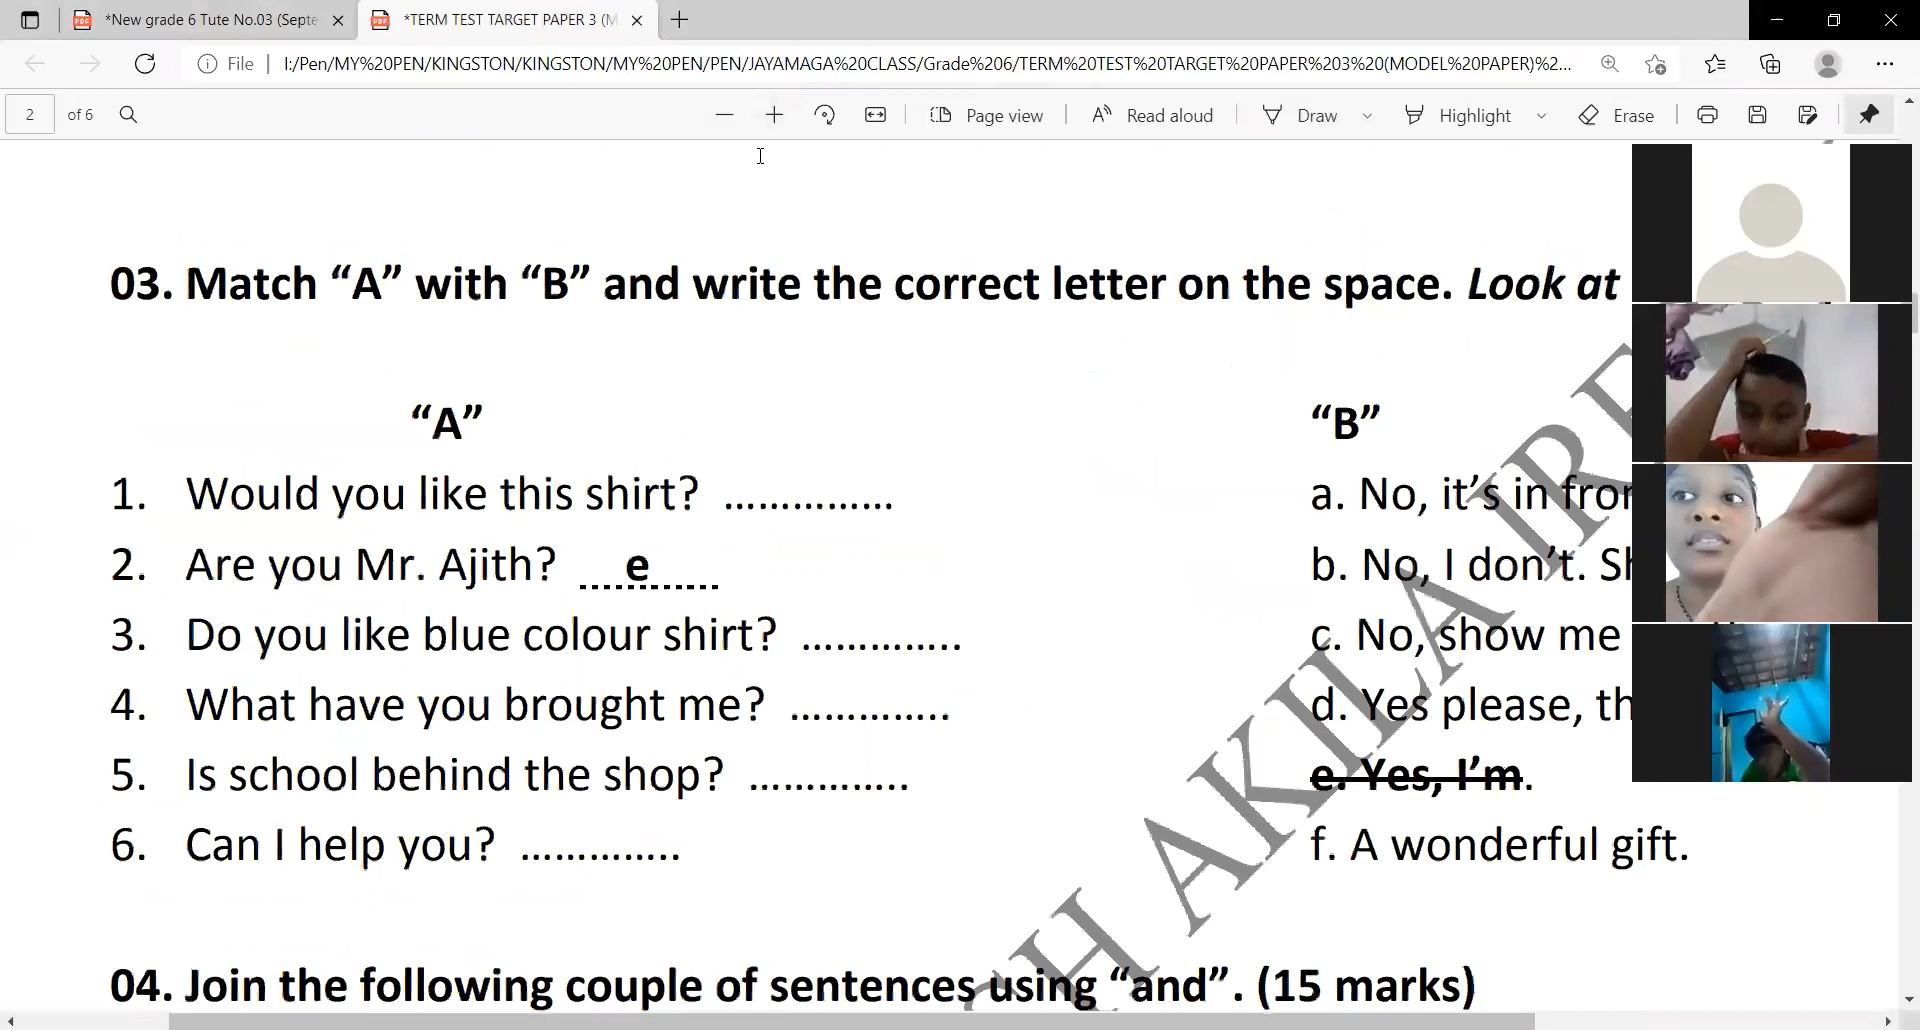 *New grade 6 Tute No.03 (Septe
*TERM TEST TARGET PAPER 3 (M
File
I:/Pen/MY%20PEN/KINGSTON/KINGSTON/MY%20PEN/PEN/JAYAMAGA%20CLASS/Grade%206/TERM%20TEST%20TARGET%20PAPER%203%20(MODEL%20PAPER)%2...
2 of 6
Page view
Read aloud
Draw
Highlight
Erase
03. Match “A” with “B” and write the correct letter on the space. Look at
“A” “B”
1. Would you like this shirt? ............... a. No, it’s in fron
2. Are you Mr. Ajith? .....e...... b. No, I don’t. Sh
3. Do you like blue colour shirt? .............. c. No, show me
4. What have you brought me? .............. d. Yes please, th
5. Is school behind the shop? .............. e. Yes, I’m.
6. Can I help you? .............. f. A wonderful gift.
04. Join the following couple of sentences using “and”. (15 marks)
CH AKILA IRE